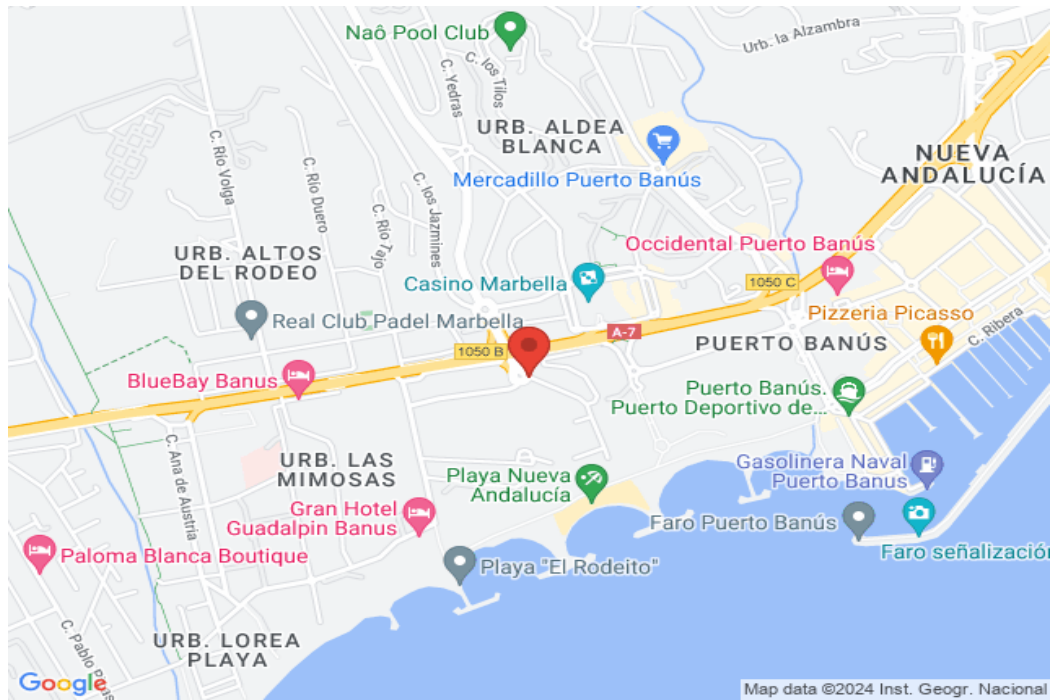 Naô Pool Club
Urb. la Alzambra
C. los Tilos
C. Yedras
URB. ALDEA
BLANCA
Mercadillo Puerto Banús
NUEVA
ANDALUCÍA
C. Río Volga
C. Río Duero
C. los Jazmines
C. Río Tajo
Occidental Puerto Banús
URB. ALTOS
DEL RODEO
Casino Marbella
1050 C
Pizzeria Picasso
C. Ribera
Real Club Padel Marbella
A-7
1050 B
PUERTO BANÚS
BlueBay Banus
Puerto Banús.
Puerto Deportivo de...
C. Ana de Austria
URB. LAS
MIMOSAS
Playa Nueva
Andalucía
Gasolinera Naval
Puerto Banus
Gran Hotel
Guadalpin Banus
Faro Puerto Banús
Faro señalización
Paloma Blanca Boutique
Playa "El Rodeito"
C. Pablo
URB. LOREA
PLAYA
Google
Map data ©2024 Inst. Geogr. Nacional